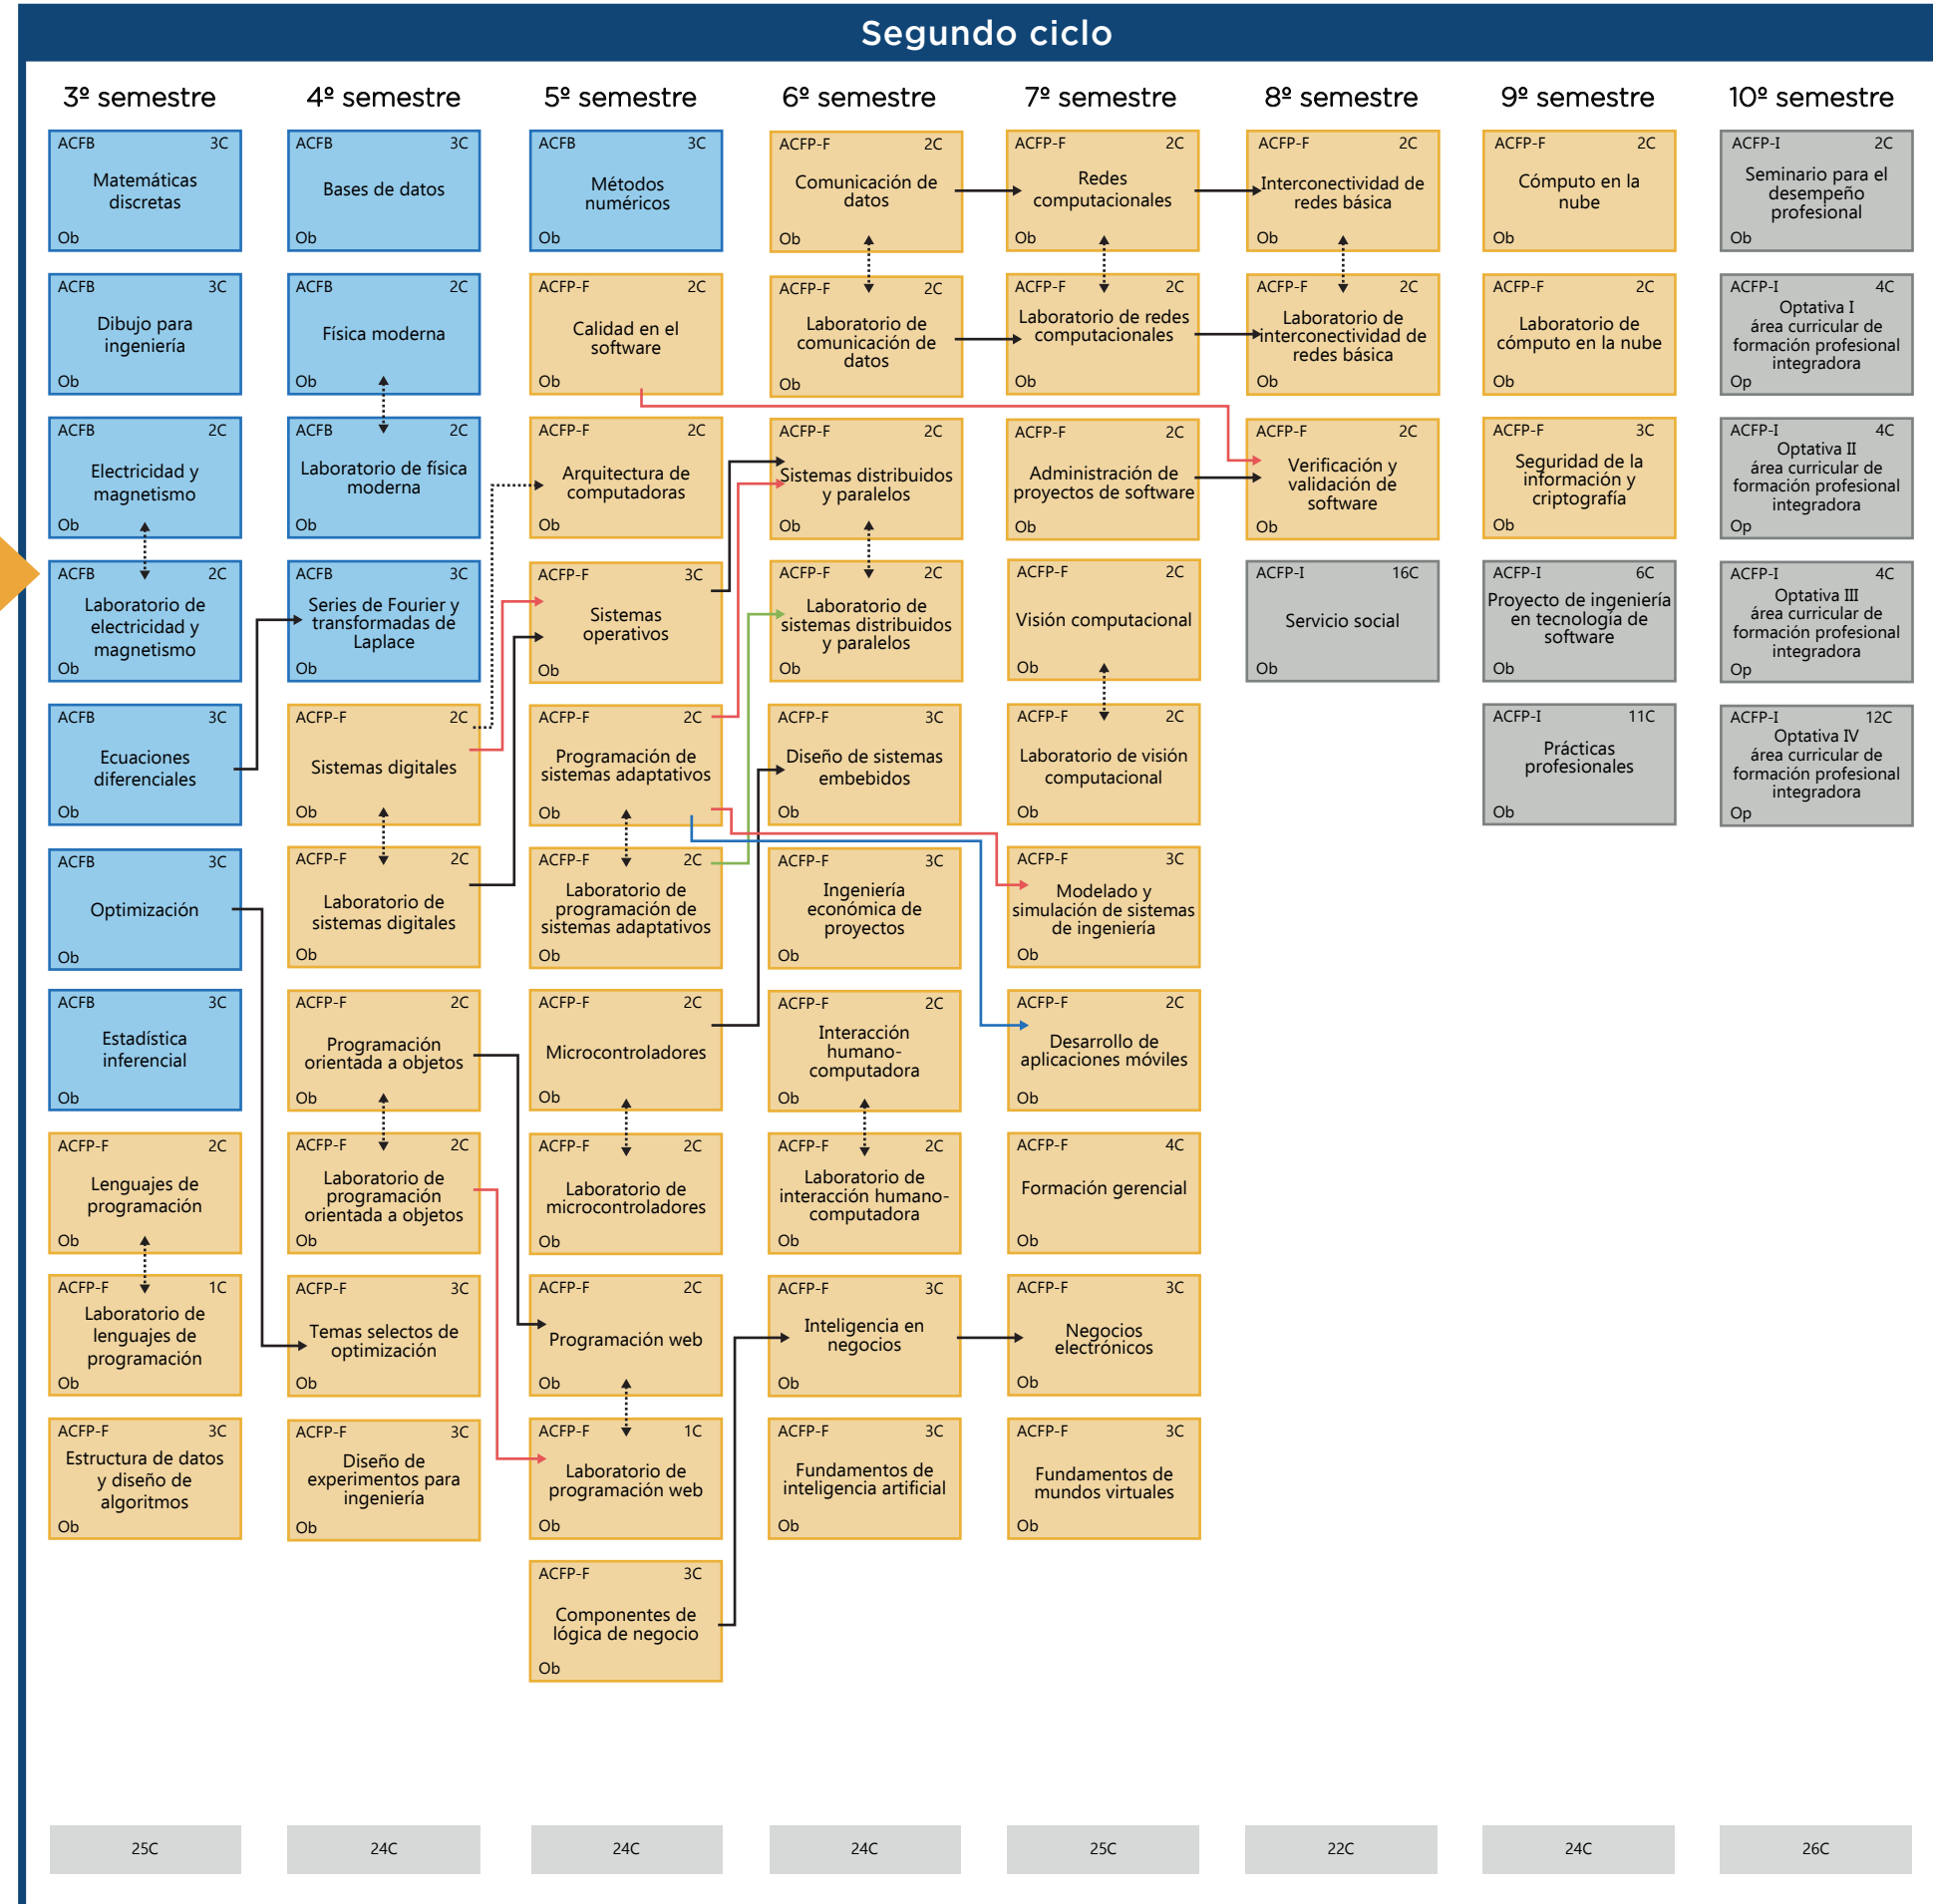 Segundo ciclo
3º semestre
ACFB 3C
Matemáticas
discretas
Ob
ACFB 3C
Dibujo para
ingeniería
Ob
ACFB 2C
Electricidad y
magnetismo
Ob
ACFB 2C
Laboratorio de
electricidad y
magnetismo
Ob
ACFB 3C
Ecuaciones
diferenciales
Ob
ACFB 3C
Optimización
Ob
ACFB 3C
Estadística
inferencial
Ob
ACFP-F 2C
Lenguajes de
programación
Ob
ACFP-F 1C
Laboratorio de
lenguajes de
programación
Ob
ACFP-F 3C
Estructura de datos
y diseño de
algoritmos
Ob
25C
4º semestre
ACFB 3C
Bases de datos
Ob
ACFB 2C
Física moderna
Ob
ACFB 2C
Laboratorio de física
moderna
Ob
ACFB 3C
Series de Fourier y
transformadas de
Laplace
Ob
ACFP-F 2C
Sistemas digitales
Ob
ACFP-F 2C
Laboratorio de
sistemas digitales
Ob
ACFP-F 2C
Programación
orientada a objetos
Ob
ACFP-F 2C
Laboratorio de
programación
orientada a objetos
Ob
ACFP-F 3C
Temas selectos de
optimización
Ob
ACFP-F 3C
Diseño de
experimentos para
ingeniería
Ob
24C
5º semestre
ACFB 3C
Métodos
numéricos
Ob
ACFP-F 2C
Calidad en el
software
Ob
ACFP-F 2C
Arquitectura de
computadoras
Ob
ACFP-F 3C
Sistemas
operativos
Ob
ACFP-F 2C
Programación de
sistemas adaptativos
Ob
ACFP-F 2C
Laboratorio de
programación de
sistemas adaptativos
Ob
ACFP-F 2C
Microcontroladores
Ob
ACFP-F 2C
Laboratorio de
microcontroladores
Ob
ACFP-F 2C
Programación web
Ob
ACFP-F 1C
Laboratorio de
programación web
Ob
ACFP-F 3C
Componentes de
lógica de negocio
Ob
24C
6º semestre
ACFP-F 2C
Comunicación de
datos
Ob
ACFP-F 2C
Laboratorio de
comunicación de
datos
Ob
ACFP-F 2C
Sistemas distribuidos
y paralelos
Ob
ACFP-F 2C
Laboratorio de
sistemas distribuidos
y paralelos
Ob
ACFP-F 3C
Diseño de sistemas
embebidos
Ob
ACFP-F 3C
Ingeniería
económica de
proyectos
Ob
ACFP-F 2C
Interacción
humano-
computadora
Ob
ACFP-F 2C
Laboratorio de
interacción humano-
computadora
Ob
ACFP-F 3C
Inteligencia en
negocios
Ob
ACFP-F 3C
Fundamentos de
inteligencia artificial
Ob
24C
7º semestre
ACFP-F 2C
Redes
computacionales
Ob
ACFP-F 2C
Laboratorio de redes
computacionales
Ob
ACFP-F 2C
Administración de
proyectos de software
Ob
ACFP-F 2C
Visión computacional
Ob
ACFP-F 2C
Laboratorio de visión
computacional
Ob
ACFP-F 3C
Modelado y
simulación de sistemas
de ingeniería
Ob
ACFP-F 2C
Desarrollo de
aplicaciones móviles
Ob
ACFP-F 4C
Formación gerencial
Ob
ACFP-F 3C
Negocios
electrónicos
Ob
ACFP-F 3C
Fundamentos de
mundos virtuales
Ob
25C
8º semestre
ACFP-F 2C
Interconectividad de
redes básica
Ob
ACFP-F 2C
Laboratorio de
interconectividad de
redes básica
Ob
ACFP-F 2C
Verificación y
validación de
software
Ob
ACFP-I 16C
Servicio social
Ob
22C
9º semestre
ACFP-F 2C
Cómputo en la
nube
Ob
ACFP-F 2C
Laboratorio de
cómputo en la nube
Ob
ACFP-F 3C
Seguridad de la
información y
criptografía
Ob
ACFP-I 6C
Proyecto de ingeniería
en tecnología de
software
Ob
ACFP-I 11C
Prácticas
profesionales
Ob
24C
10º semestre
ACFP-I 2C
Seminario para el
desempeño
profesional
Ob
ACFP-I 4C
Optativa I
área curricular de
formación profesional
integradora
Op
ACFP-I 4C
Optativa II
área curricular de
formación profesional
integradora
Op
ACFP-I 4C
Optativa III
área curricular de
formación profesional
integradora
Op
ACFP-I 12C
Optativa IV
área curricular de
formación profesional
integradora
Op
26C